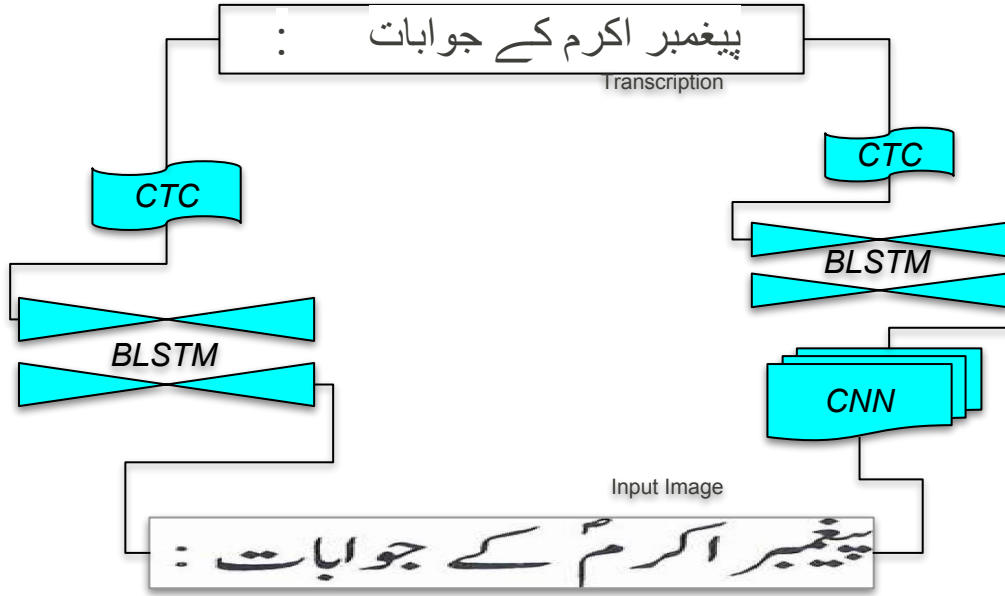 پیغمبر اکرم کے جوابات :
Transcription
CTC
CTC
BLSTM
BLSTM
CNN
Input Image
پیغمبر اکرمؐ کے جوابات :